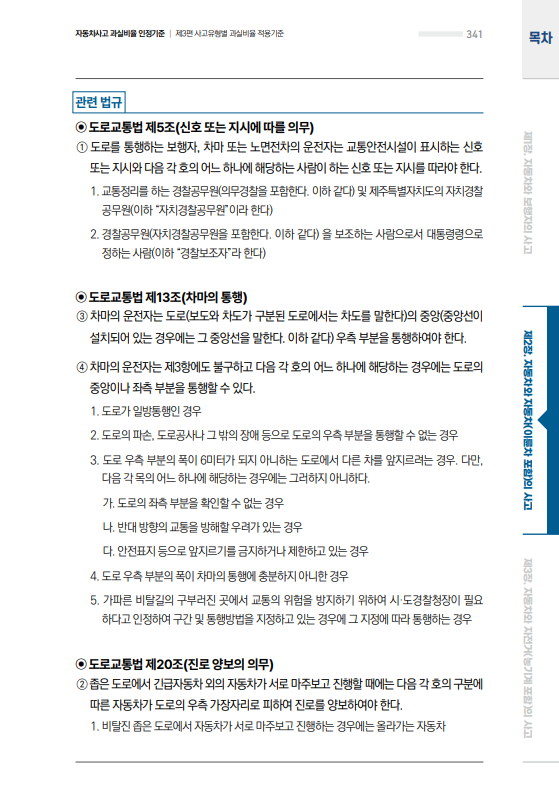 자동차사고 과실비율 인정기준 | 제3편 사고유형별 과실비율 적용기준
341
목차
관련 법규
◉ 도로교통법 제5조(신호 또는 지시에 따를 의무)
① 도로를 통행하는 보행자, 차마 또는 노면전차의 운전자는 교통안전시설이 표시하는 신호
또는 지시와 다음 각 호의 어느 하나에 해당하는 사람이 하는 신호 또는 지시를 따라야 한다.
1. 교통정리를 하는 경찰공무원(의무경찰을 포함한다. 이하 같다) 및 제주특별자치도의 자치경찰
공무원(이하 “자치경찰공무원”이라 한다)
2. 경찰공무원(자치경찰공무원을 포함한다. 이하 같다) 을 보조하는 사람으로서 대통령령으로
정하는 사람(이하 “경찰보조자”라 한다)
◉ 도로교통법 제13조(차마의 통행)
③ 차마의 운전자는 도로(보도와 차도가 구분된 도로에서는 차도를 말한다)의 중앙(중앙선이
설치되어 있는 경우에는 그 중앙선을 말한다. 이하 같다) 우측 부분을 통행하여야 한다.
④ 차마의 운전자는 제3항에도 불구하고 다음 각 호의 어느 하나에 해당하는 경우에는 도로의
중앙이나 좌측 부분을 통행할 수 있다.
1. 도로가 일방통행인 경우
2. 도로의 파손, 도로공사나 그 밖의 장애 등으로 도로의 우측 부분을 통행할 수 없는 경우
3. 도로 우측 부분의 폭이 6미터가 되지 아니하는 도로에서 다른 차를 앞지르려는 경우. 다만,
다음 각 목의 어느 하나에 해당하는 경우에는 그러하지 아니하다.
가. 도로의 좌측 부분을 확인할 수 없는 경우
나. 반대 방향의 교통을 방해할 우려가 있는 경우
다. 안전표지 등으로 앞지르기를 금지하거나 제한하고 있는 경우
4. 도로 우측 부분의 폭이 차마의 통행에 충분하지 아니한 경우
5. 가파른 비탈길의 구부러진 곳에서 교통의 위험을 방지하기 위하여 시·도경찰청장이 필요
하다고 인정하여 구간 및 통행방법을 지정하고 있는 경우에 그 지정에 따라 통행하는 경우
◉ 도로교통법 제20조(진로 양보의 의무)
② 좁은 도로에서 긴급자동차 외의 자동차가 서로 마주보고 진행할 때에는 다음 각 호의 구분에
따른 자동차가 도로의 우측 가장자리로 피하여 진로를 양보하여야 한다.
1. 비탈진 좁은 도로에서 자동차가 서로 마주보고 진행하는 경우에는 올라가는 자동차
제1장. 자동차와 보행자의 사고
제2장. 자동차와 자동차(이륜차 포함)의 사고
제3장. 자동차와 자전거(농기계 포함)의 사고